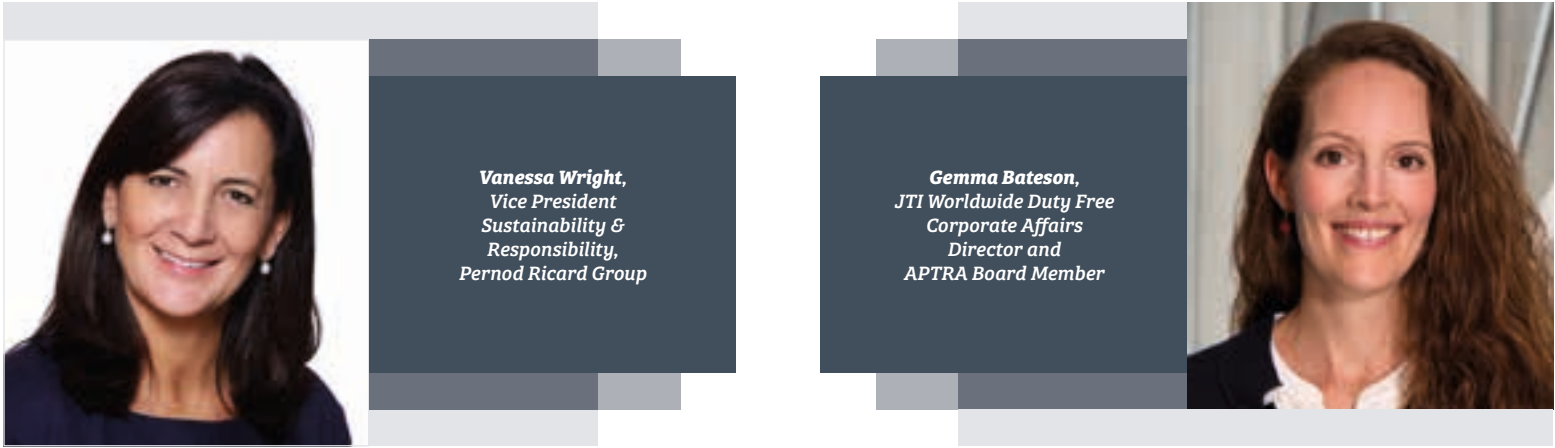 Vanessa Wright,
Vice President
Sustainability &
Responsibility,
Pernod Ricard Group
Gemma Bateson,
JTI Worldwide Duty Free
Corporate Affairs
Director and
APTRA Board Member